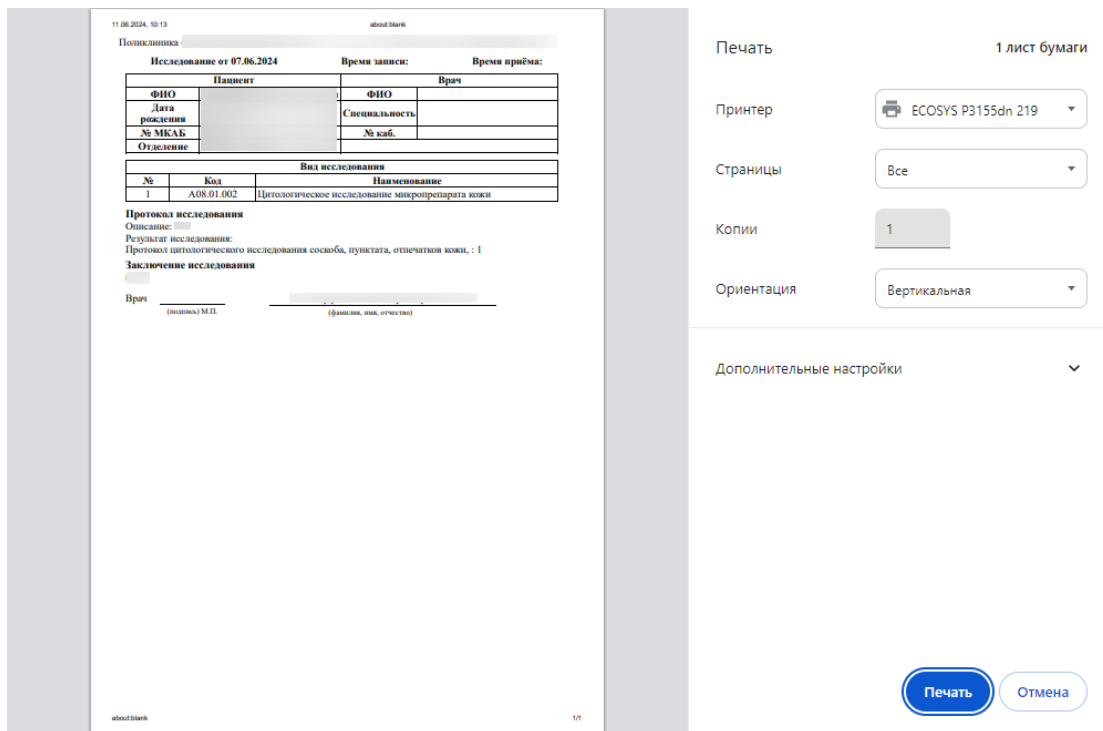 11.06.2024, 10:13 about:blank
Поликлиника
Исследование от 07.06.2024 Время записи: Время приёма:
Пациент Врач
ФИО ФИО
Дата рождения Специальность
№ МКАБ № каб.
Отделение
Вид исследования
№ Код Наименование
1 A08.01.002 Цитологическое исследование микропрепарата кожи
Протокол исследования
Описание:
Результат исследования:
Протокол цитологического исследования соскоба, пунктата, отпечатков кожи, : 1
Заключение исследования
Врач
(подпись) М.П. (фамилия, имя, отчество)
about:blank 1/1
Печать 1 лист бумаги
Принтер ECOSYS P3155dn 219
Страницы Все
Копии 1
Ориентация Вертикальная
Дополнительные настройки
Печать Отмена